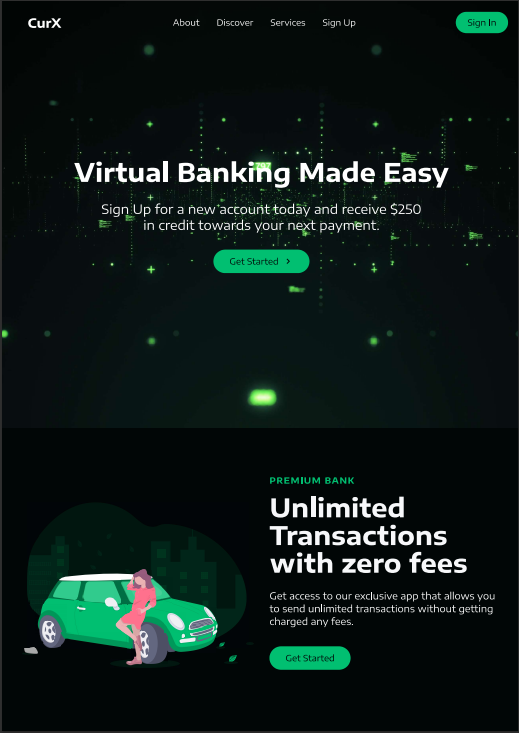 CurX
About Discover Services Sign Up
Sign In
Virtual Banking Made Easy
Sign Up for a new account today and receive $250
in credit towards your next payment.
Get Started
PREMIUM BANK
Unlimited
Transactions
with zero fees
Get access to our exclusive app that allows you
to send unlimited transactions without getting
charged any fees.
Get Started